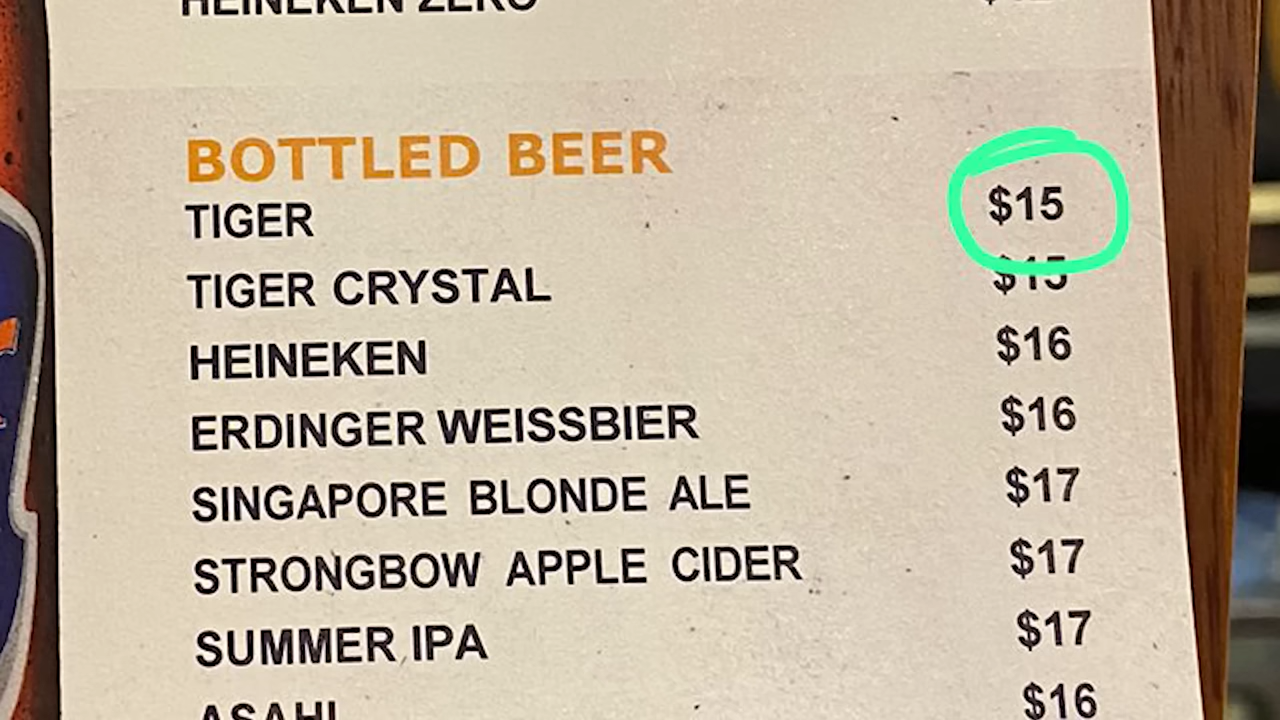 HEINEKEN ZERO
BOTTLED BEER
TIGER $15
TIGER CRYSTAL $15
HEINEKEN $16
ERDINGER WEISSBIER $16
SINGAPORE BLONDE ALE $17
STRONGBOW APPLE CIDER $17
SUMMER IPA $17
ASAHI $16